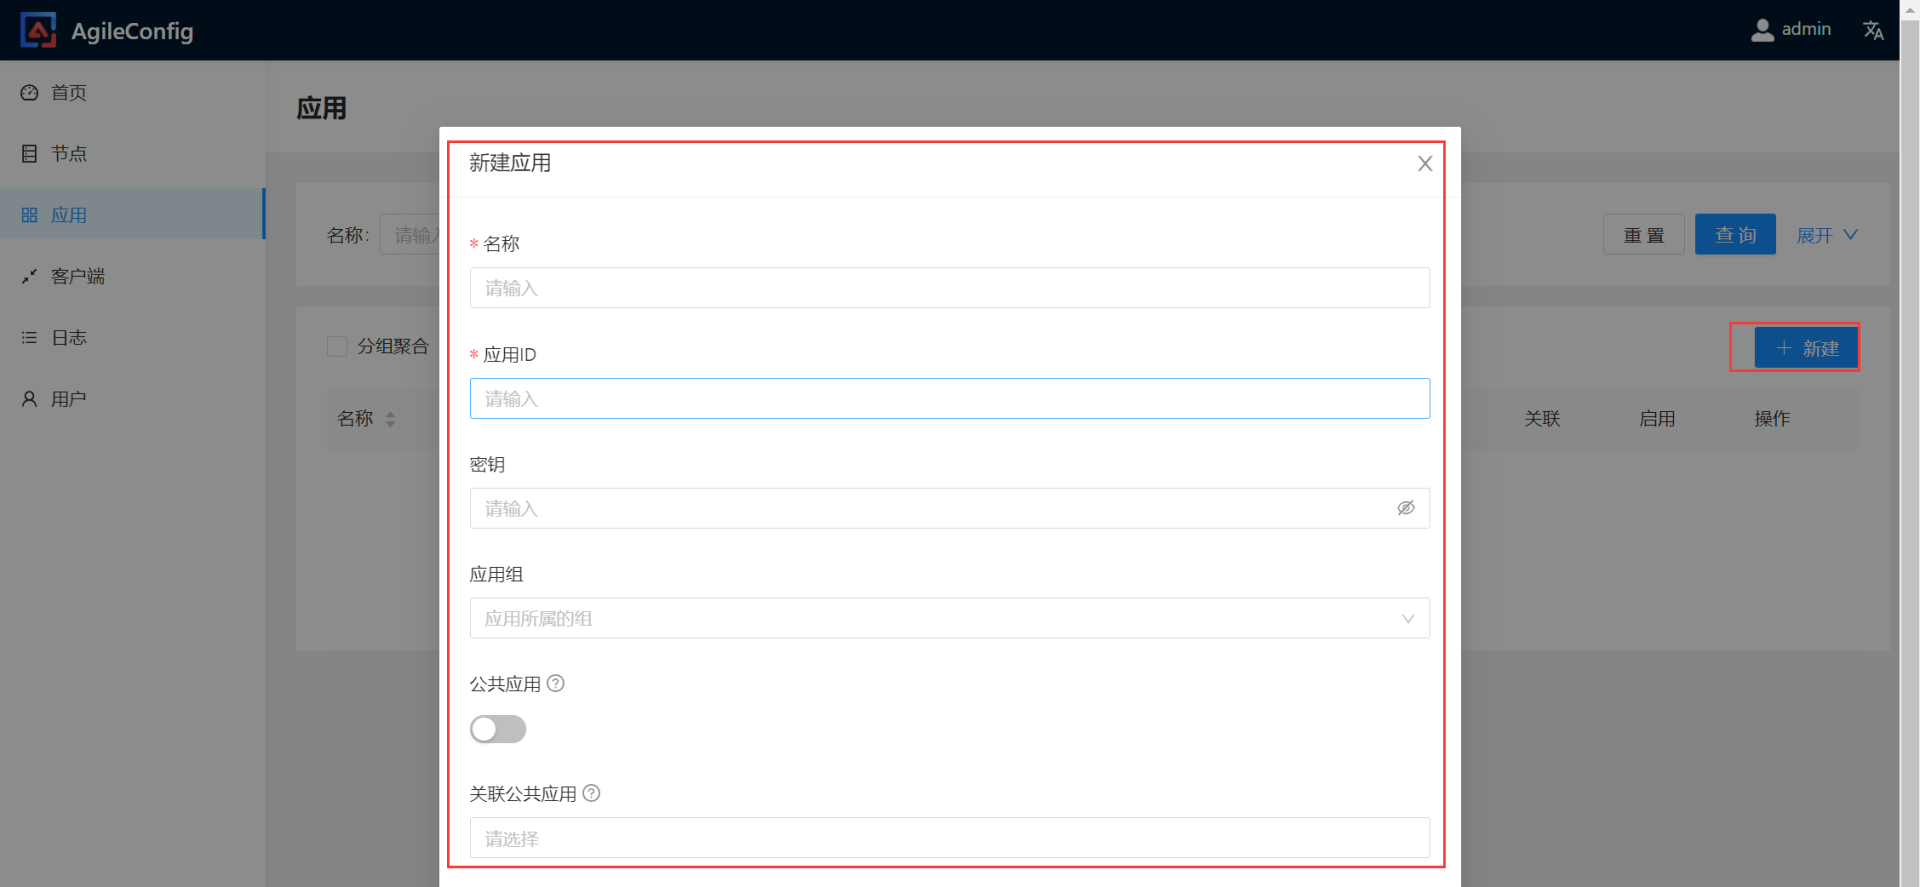 AgileConfig
admin
首页
节点
应用
客户端
日志
用户
应用
名称:
请输入
重 置
查 询
展开
分组聚合
新建
名称
关联
启用
操作
新建应用
* 名称
请输入
* 应用ID
请输入
密钥
请输入
应用组
应用所属的组
公共应用
关联公共应用
请选择